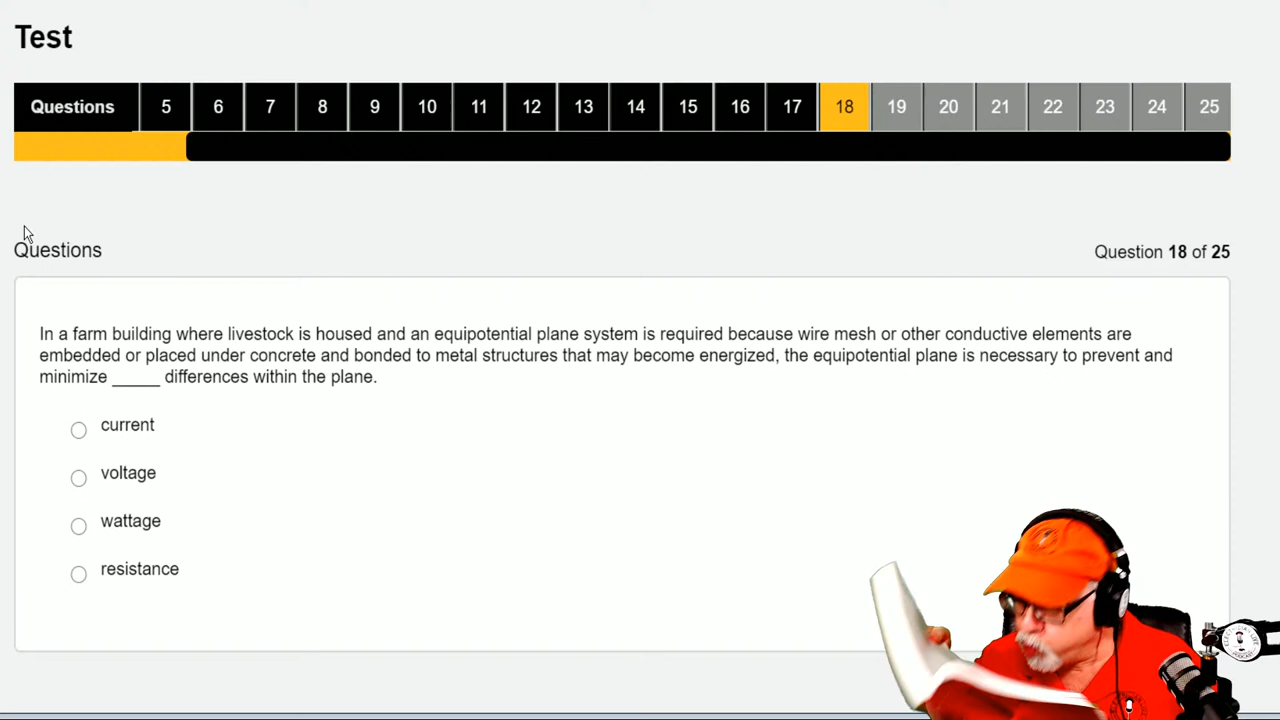 Test
Questions 5 6 7 8 9 10 11 12 13 14 15 16 17 18 19 20 21 22 23 24 25
Questions
Question 18 of 25
In a farm building where livestock is housed and an equipotential plane system is required because wire mesh or other conductive elements are
embedded or placed under concrete and bonded to metal structures that may become energized, the equipotential plane is necessary to prevent and
minimize _____ differences within the plane.
current
voltage
wattage
resistance